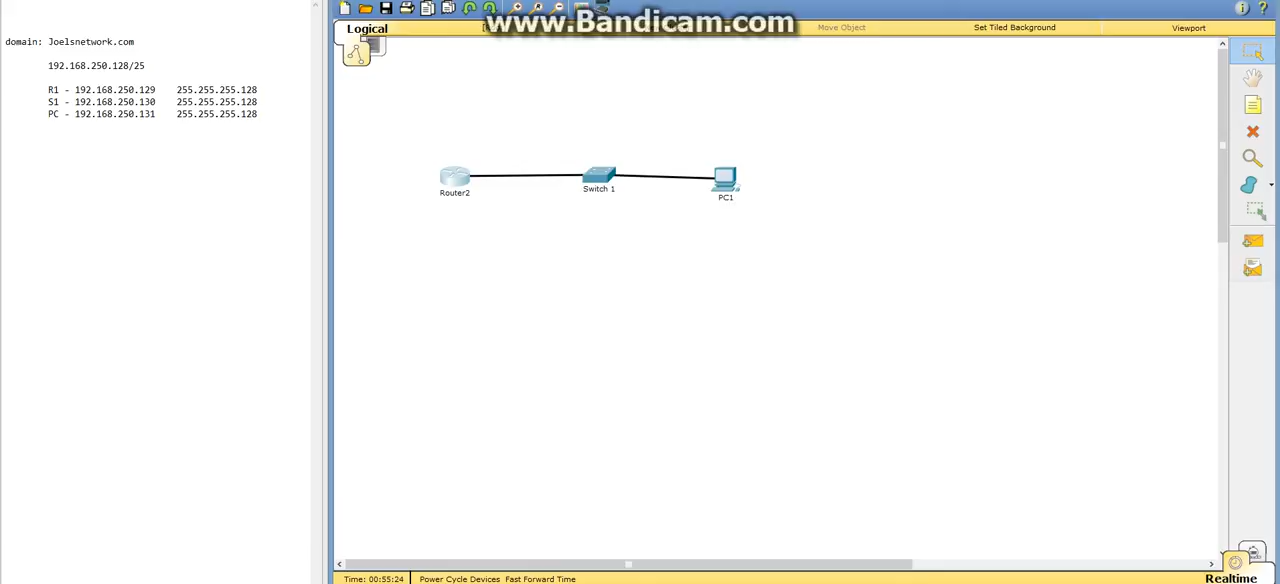 www.Bandicam.com
Logical
Move Object
Set Tiled Background
Viewport
domain: Joelsnetwork.com
192.168.250.128/25
R1 - 192.168.250.129    255.255.255.128
S1 - 192.168.250.130    255.255.255.128
PC - 192.168.250.131    255.255.255.128
Router2
Switch 1
PC1
Time: 00:55:24
Power Cycle Devices  Fast Forward Time
Realtime